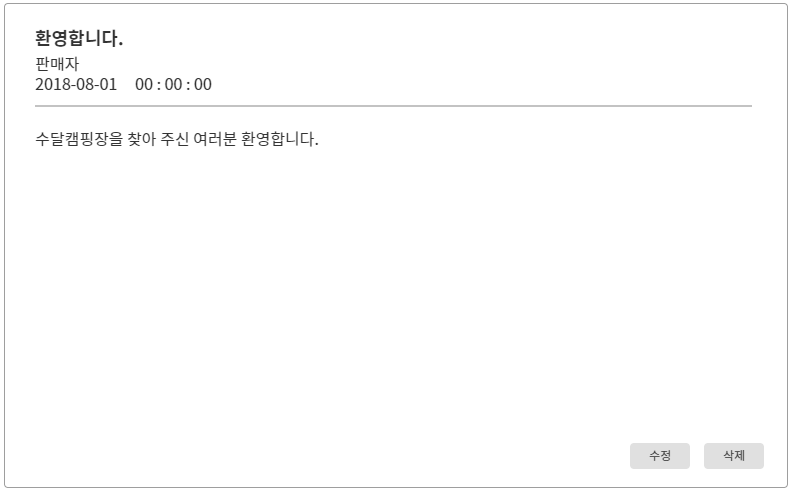 환영합니다.
판매자
2018-08-01 00 : 00 : 00
수달캠핑장을 찾아 주신 여러분 환영합니다.
수정 삭제